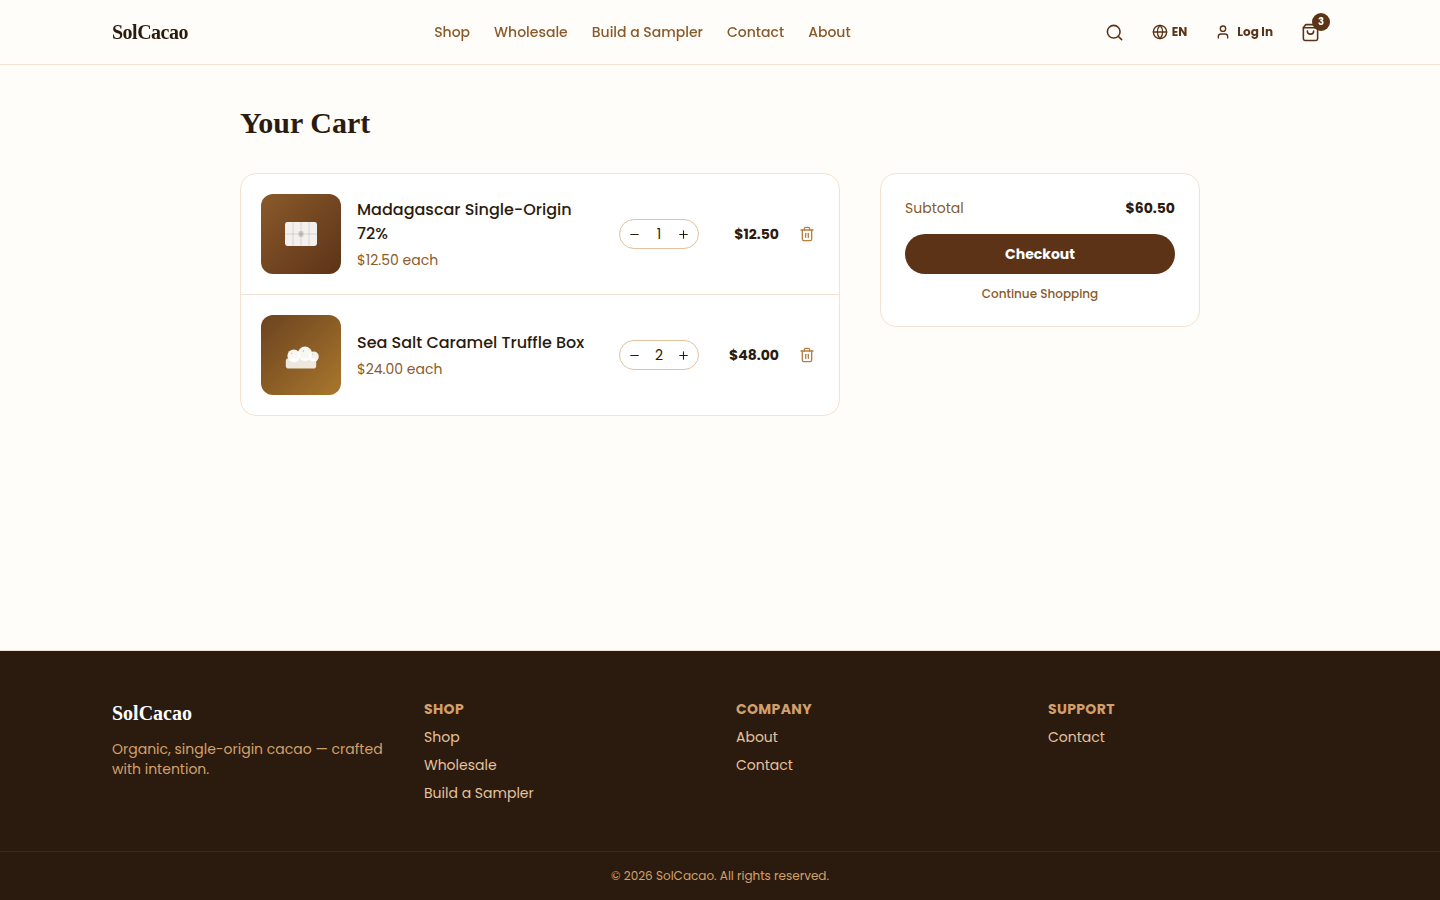 SolCacao
Shop
Wholesale
Build a Sampler
Contact
About
EN
Log In
3
Your Cart
Madagascar Single-Origin
72%
$12.50 each
− 1 +
$12.50
Sea Salt Caramel Truffle Box
$24.00 each
− 2 +
$48.00
Subtotal
$60.50
Checkout
Continue Shopping
SolCacao
Organic, single-origin cacao — crafted
with intention.
SHOP
Shop
Wholesale
Build a Sampler
COMPANY
About
Contact
SUPPORT
Contact
© 2026 SolCacao. All rights reserved.